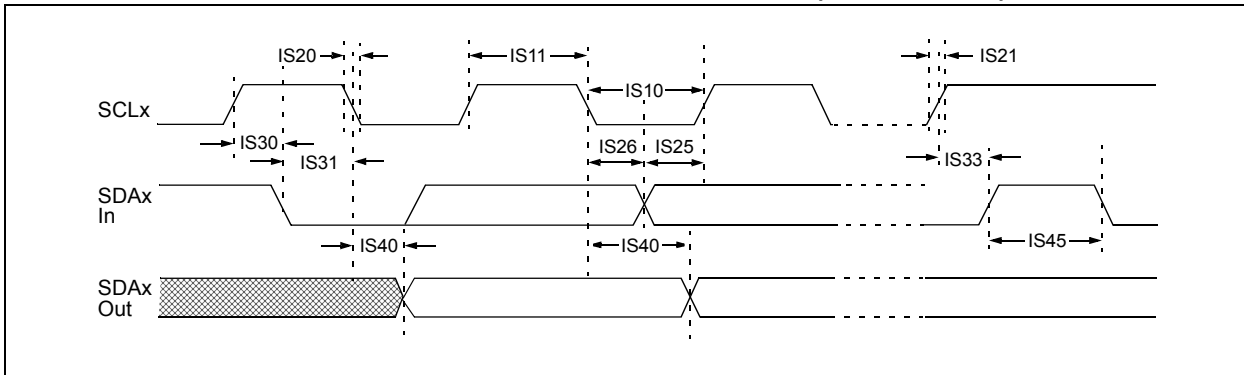 IS20
IS11
IS21
IS10
SCLx
IS30
IS31
IS26
IS25
IS33
SDAx
In
IS40
IS40
IS45
SDAx
Out